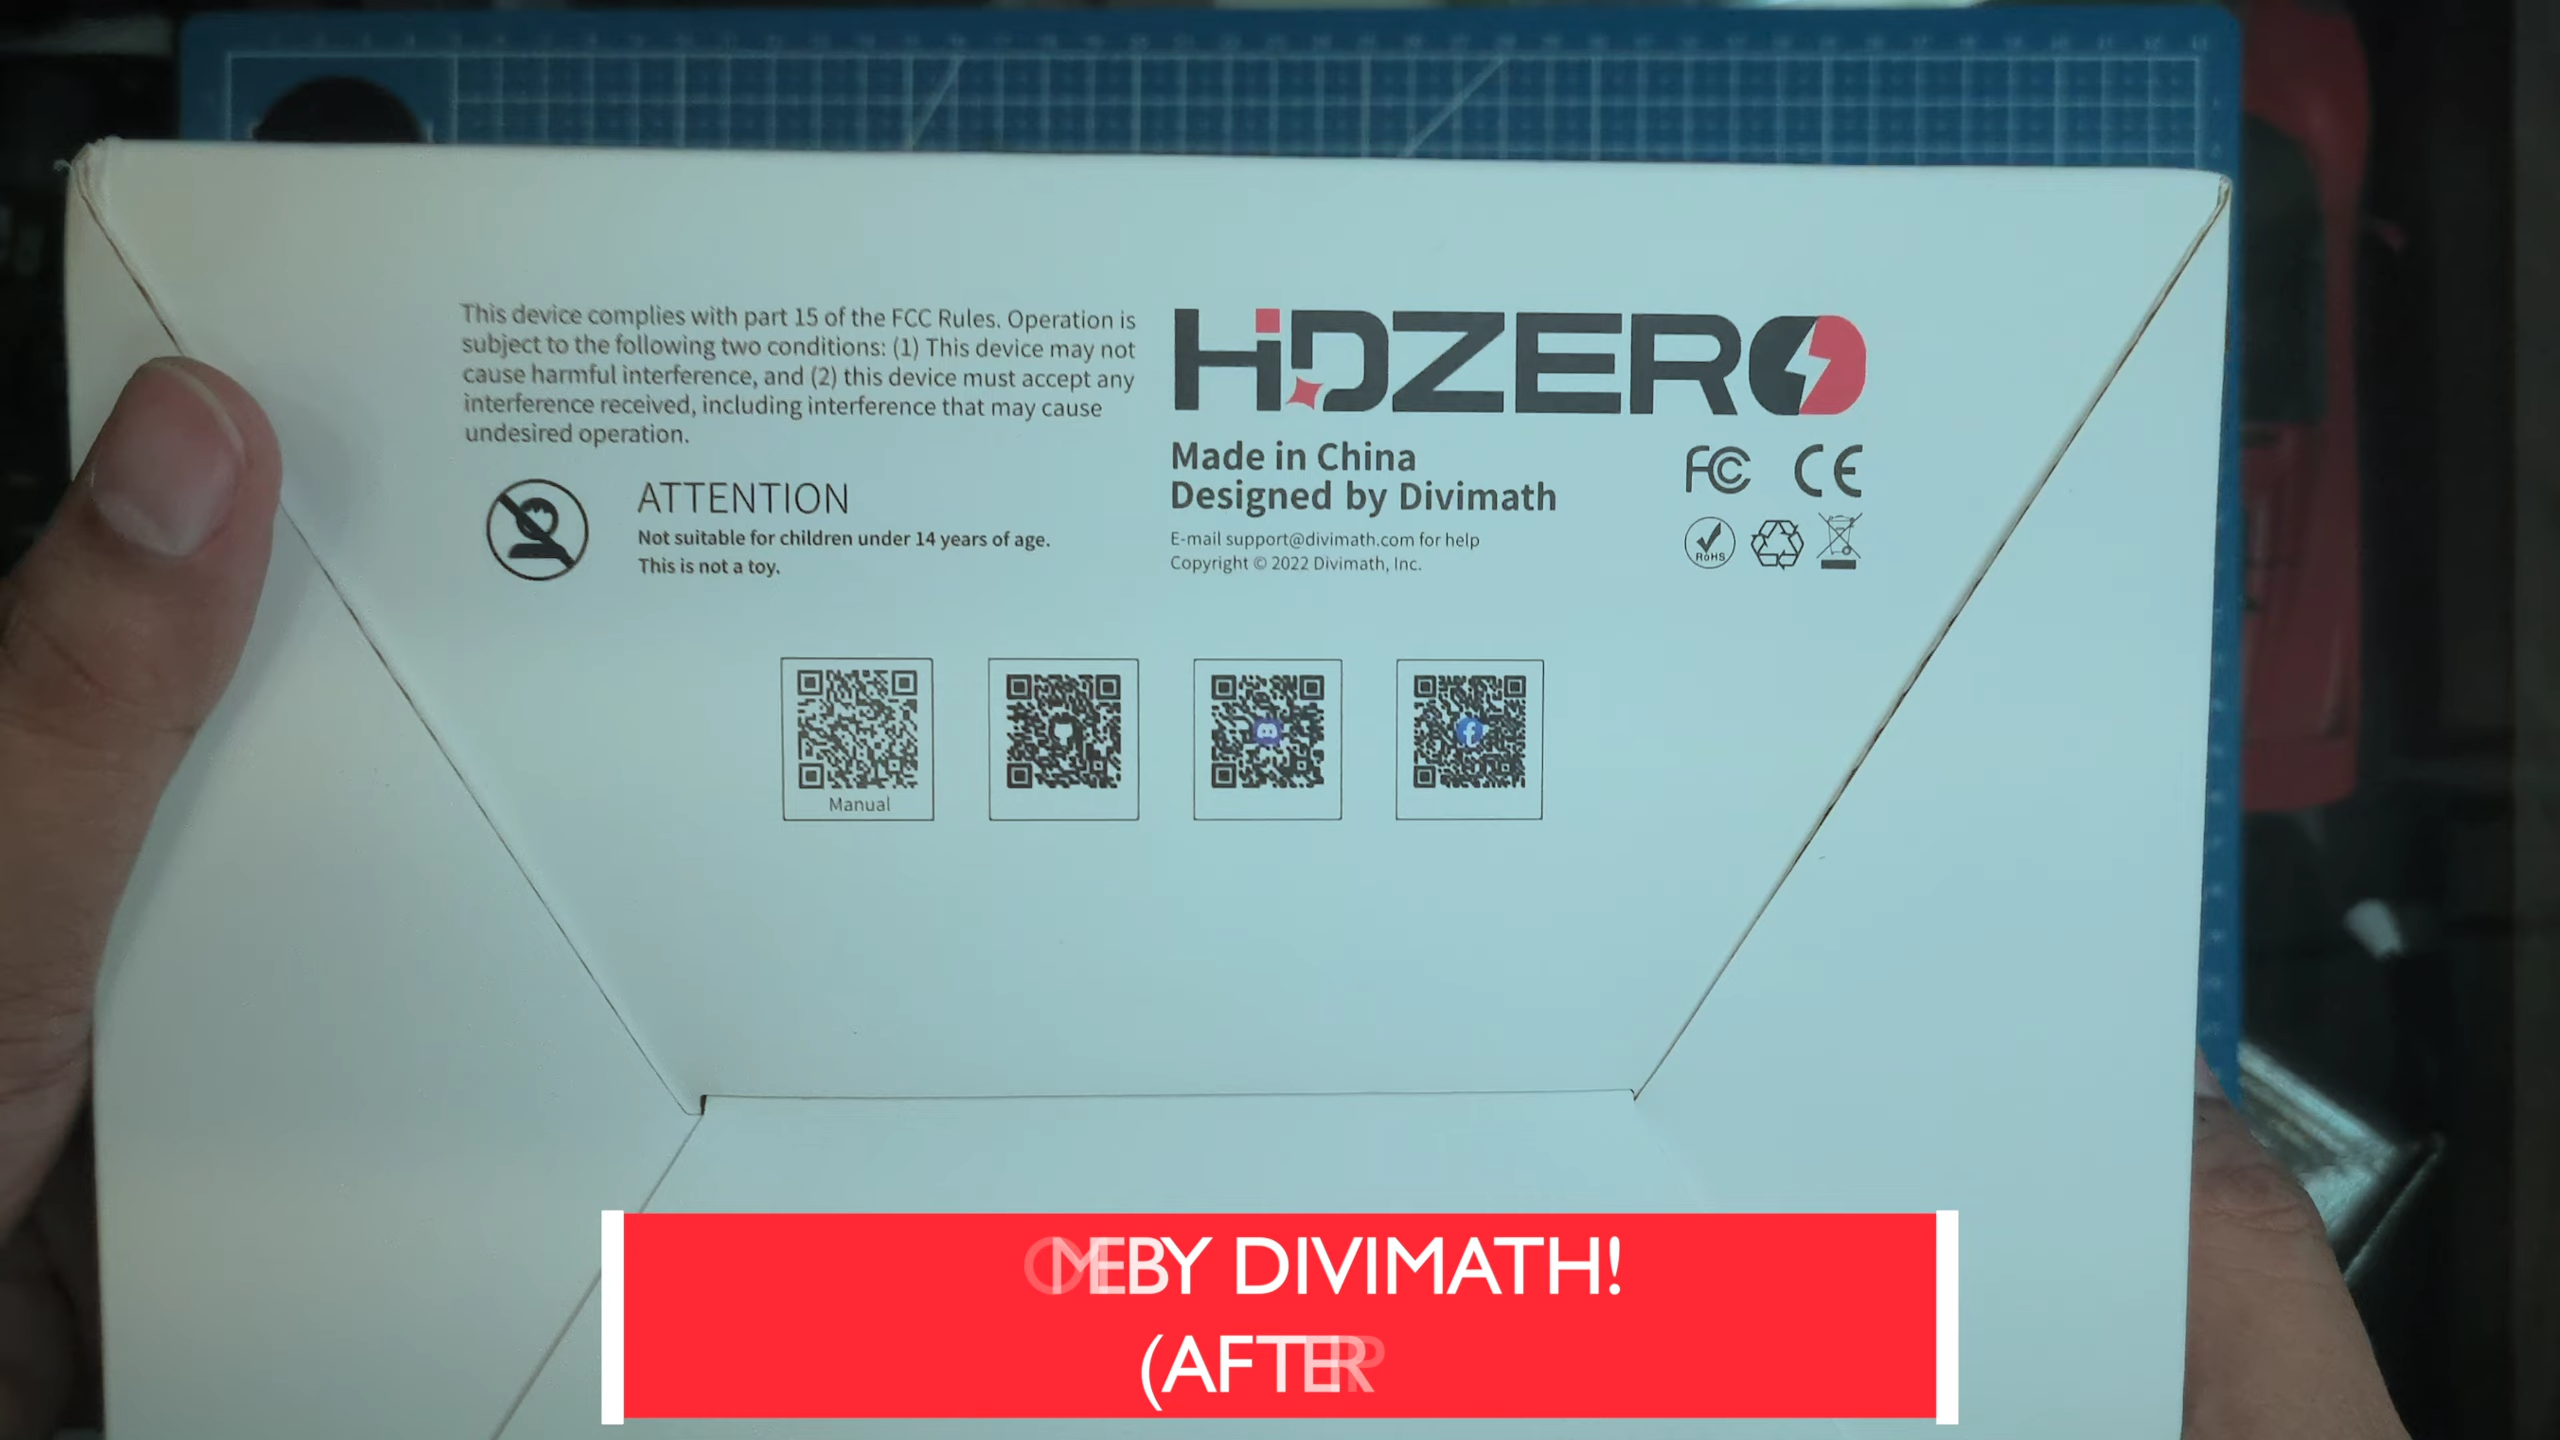 This device complies with part 15 of the FCC Rules. Operation is
subject to the following two conditions: (1) This device may not
cause harmful interference, and (2) this device must accept any
interference received, including interference that may cause
undesired operation.
HDZERO
ATTENTION
Not suitable for children under 14 years of age.
This is not a toy.
Made in China
Designed by Divimath
E-mail support@divimath.com for help
Copyright © 2022 Divimath, Inc.
FC CE
RoHS
Manual
BY DIVIMATH!
(AFTER